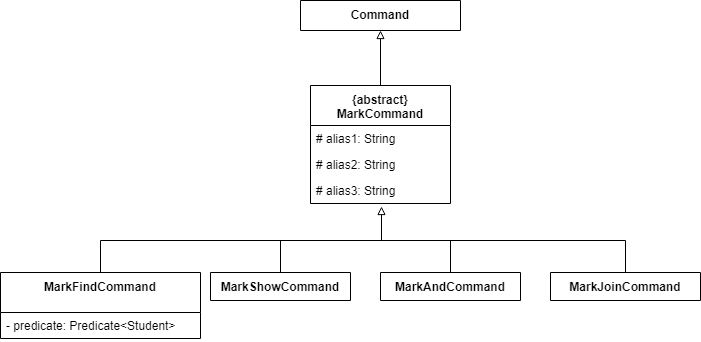 Command
{abstract}
MarkCommand
# alias1: String
# alias2: String
# alias3: String
MarkFindCommand
MarkShowCommand
MarkAndCommand
MarkJoinCommand
- predicate: Predicate<Student>